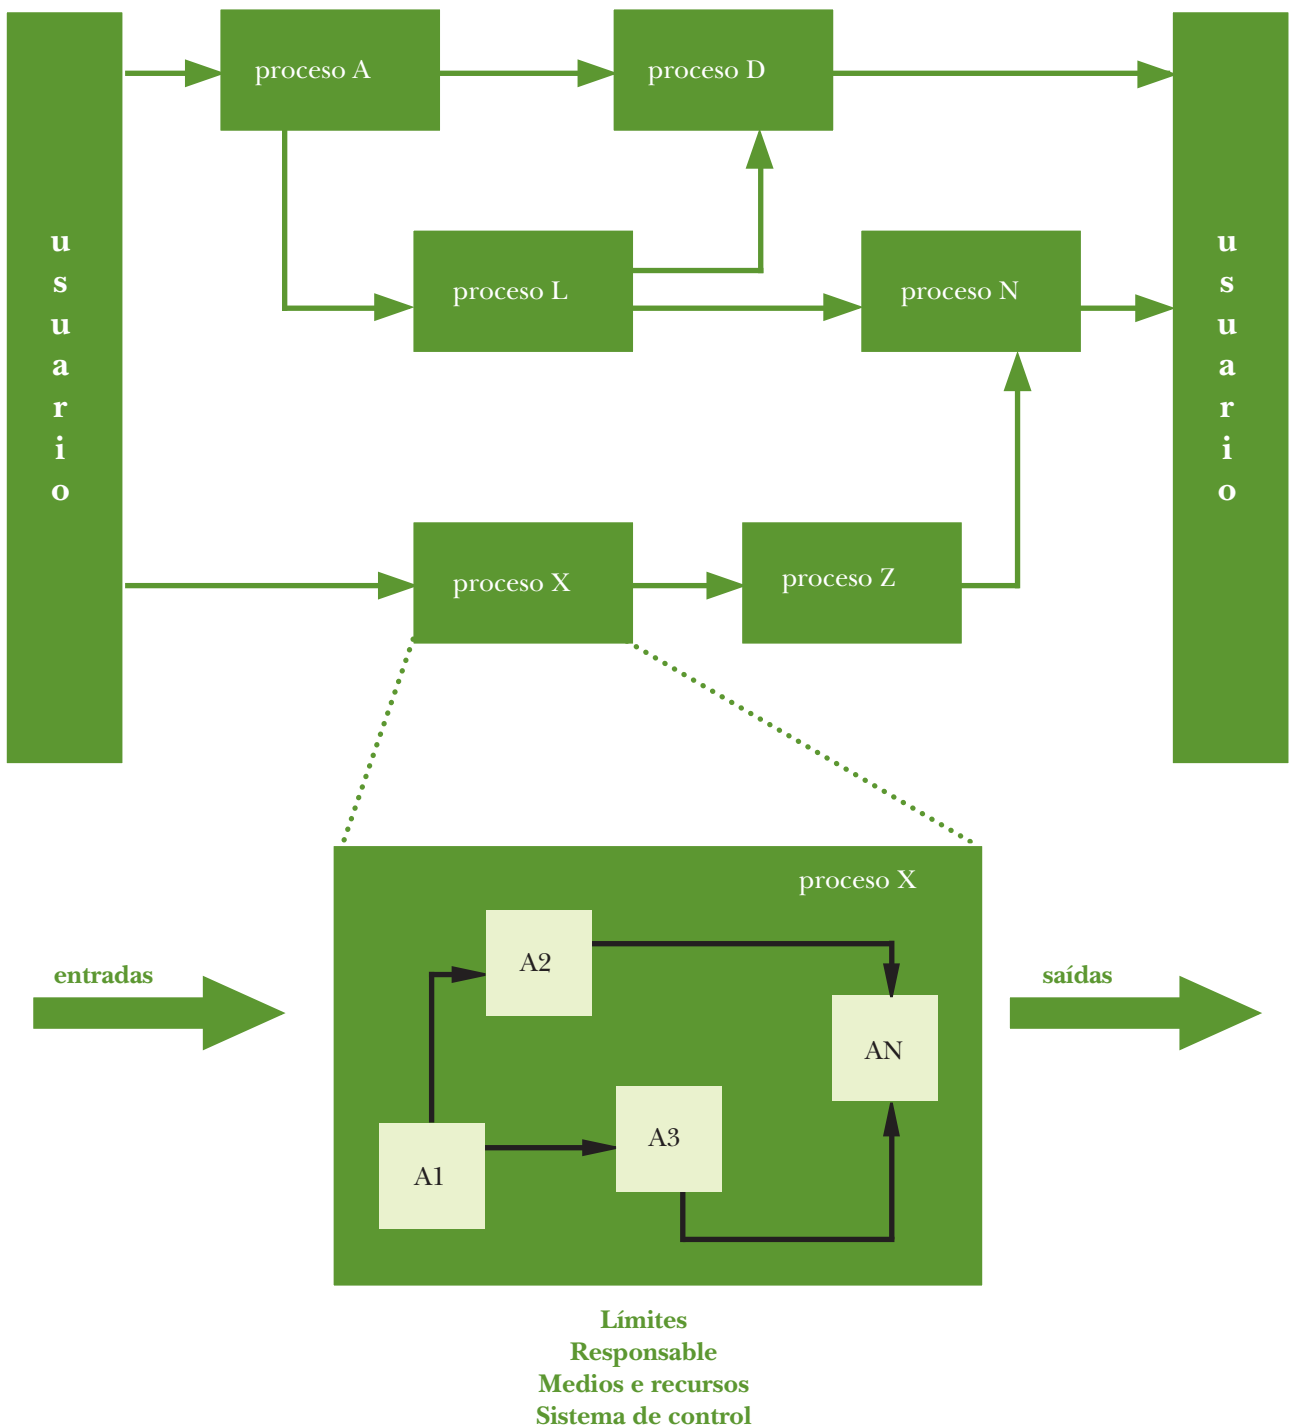 proceso A
proceso D
usuario
usuario
proceso L
proceso N
proceso X
proceso Z
proceso X
entradas
A2
saídas
AN
A3
A1
Límites
Responsable
Medios e recursos
Sistema de control